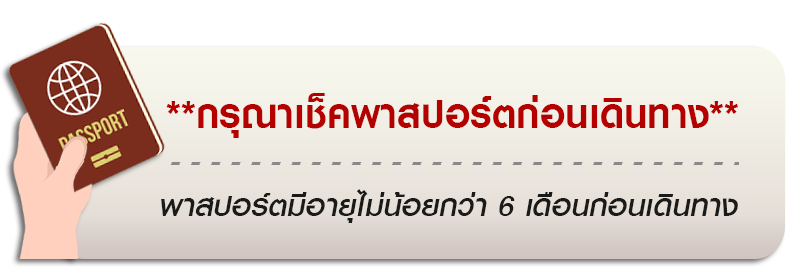 PASSPORT
**กรุณาเช็คพาสปอร์ตก่อนเดินทาง**
พาสปอร์ตมีอายุไม่น้อยกว่า 6 เดือนก่อนเดินทาง